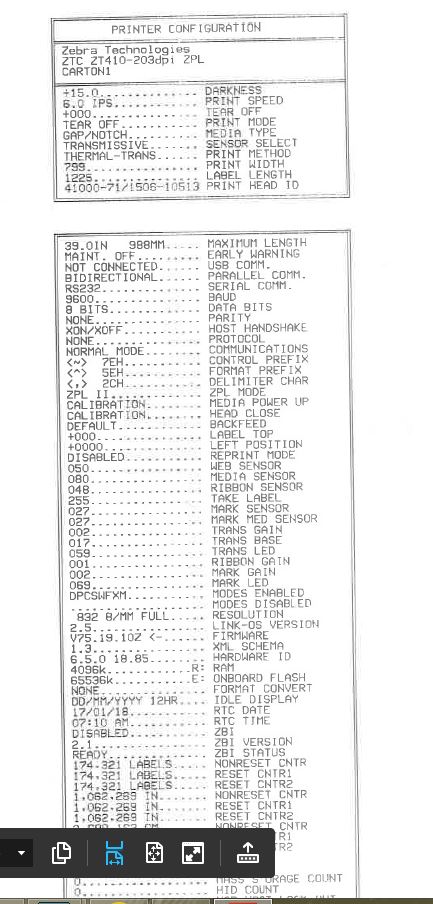 PRINTER CONFIGURATION
Zebra Technologies
ZTC ZT410-203dpi ZPL
CARTON1
+15.0............... DARKNESS
6.0 IPS............. PRINT SPEED
+000................ TEAR OFF
TEAR OFF............ PRINT MODE
GAP/NOTCH........... MEDIA TYPE
TRANSMISSIVE........ SENSOR SELECT
THERMAL-TRANS....... PRINT METHOD
799................. PRINT WIDTH
1225................ LABEL LENGTH
41000-71/1506-10513 PRINT HEAD ID
39.0IN 988MM..... MAXIMUM LENGTH
MAINT. OFF.......... EARLY WARNING
NOT CONNECTED....... USB COMM.
BIDIRECTIONAL....... PARALLEL COMM.
RS232............... SERIAL COMM.
9600................ BAUD
8 BITS.............. DATA BITS
NONE................ PARITY
XON/XOFF............ HOST HANDSHAKE
NONE................ PROTOCOL
NORMAL MODE......... COMMUNICATIONS
<~> 7EH............. CONTROL PREFIX
<^> 5EH............. FORMAT PREFIX
<,> 2CH............. DELIMITER CHAR
ZPL II.............. ZPL MODE
CALIBRATION......... MEDIA POWER UP
CALIBRATION......... HEAD CLOSE
DEFAULT............. BACKFEED
+000................ LABEL TOP
+0000............... LEFT POSITION
DISABLED............ REPRINT MODE
050................. WEB SENSOR
080................. MEDIA SENSOR
048................. RIBBON SENSOR
255................. TAKE LABEL
027................. MARK SENSOR
027................. MARK MED SENSOR
002................. TRANS GAIN
017................. TRANS BASE
059................. TRANS LED
001................. RIBBON GAIN
002................. MARK GAIN
069................. MARK LED
DPCSWFXM............ MODES ENABLED
.................... MODES DISABLED
832 8/MM FULL..... RESOLUTION
2.5................. LINK-OS VERSION
V75.19.10Z <-....... FIRMWARE
1.3................. XML SCHEMA
6.5.0 18.85......... HARDWARE ID
4096k............R: RAM
65536k...........E: ONBOARD FLASH
NONE................ FORMAT CONVERT
DD/MM/YYYY 12HR.... IDLE DISPLAY
17/01/18............ RTC DATE
07:10 AM............ RTC TIME
DISABLED............ ZBI
2.1................. ZBI VERSION
READY............... ZBI STATUS
174,321 LABELS...... NONRESET CNTR
174,321 LABELS...... RESET CNTR1
174,321 LABELS...... RESET CNTR2
1,062,269 IN........ NONRESET CNTR
1,062,269 IN........ RESET CNTR1
1,062,269 IN........ RESET CNTR2
CM........ NONRESET CNTR
TR1
TR2
0................... MASS STORAGE COUNT
0................... HID COUNT